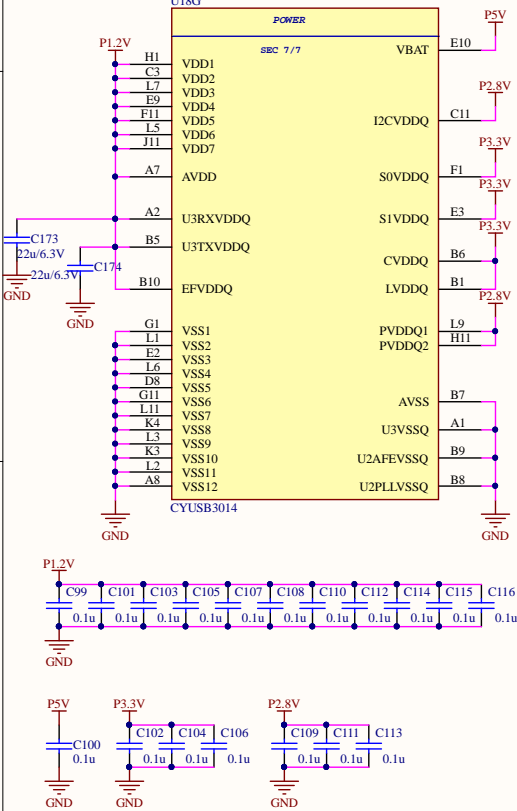 U18G
POWER
SEC 7/7
P5V
P1.2V
H1 VDD1
C3 VDD2
L7 VDD3
E9 VDD4
F11 VDD5
L5 VDD6
J11 VDD7
A7 AVDD
A2 U3RXVDDQ
B5 U3TXVDDQ
B10 EFVDDQ
VBAT E10
P2.8V
I2CVDDQ C11
P3.3V
S0VDDQ F1
P3.3V
S1VDDQ E3
P3.3V
CVDDQ B6
LVDDQ B1
P2.8V
PVDDQ1 L9
PVDDQ2 H11
AVSS B7
U3VSSQ A1
U2AFEVSSQ B9
U2PLLVSSQ B8
GND
C173
22u/6.3V
GND
C174
22u/6.3V
GND
G1 VSS1
L1 VSS2
E2 VSS3
L6 VSS4
D8 VSS5
G11 VSS6
L11 VSS7
K4 VSS8
L3 VSS9
K3 VSS10
L2 VSS11
A8 VSS12
GND
CYUSB3014
P1.2V
C99 C101 C103 C105 C107 C108 C110 C112 C114 C115 C116
0.1u 0.1u 0.1u 0.1u 0.1u 0.1u 0.1u 0.1u 0.1u 0.1u 0.1u
GND
P5V
C100
0.1u
GND
P3.3V
C102 C104 C106
0.1u 0.1u 0.1u
GND
P2.8V
C109 C111 C113
0.1u 0.1u 0.1u
GND